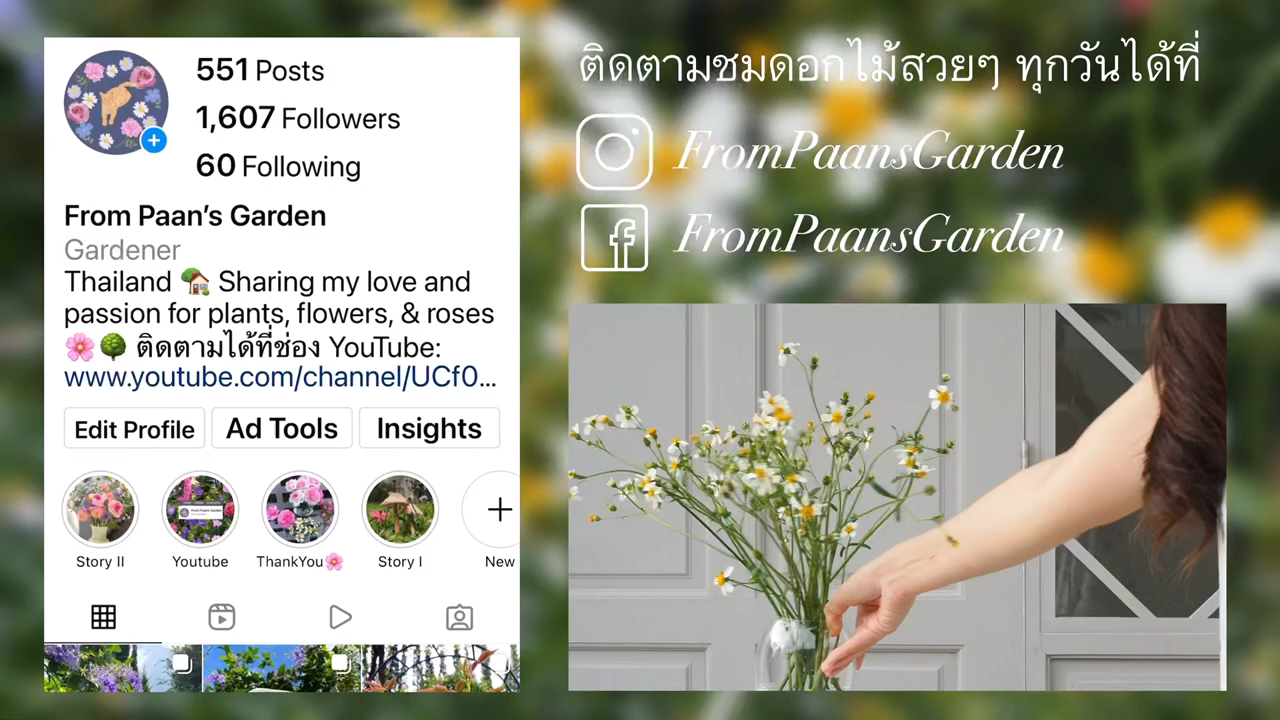 551 Posts
1,607 Followers
60 Following
From Paan's Garden
Gardener
Thailand 🏡 Sharing my love and
passion for plants, flowers, & roses
🌸🌳 ติดตามได้ที่ช่อง YouTube:
www.youtube.com/channel/UCf0...
Edit Profile
Ad Tools
Insights
Story II
Youtube
ThankYou🌸
Story I
New
ติดตามชมดอกไม้สวยๆ ทุกวันได้ที่
FromPaansGarden
FromPaansGarden